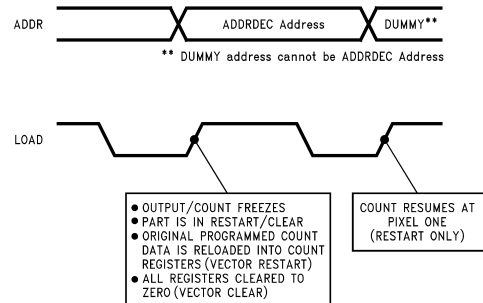 ADDR
ADDRDEC Address
DUMMY**
** DUMMY address cannot be ADDRDEC Address
LOAD
● OUTPUT/COUNT FREEZES
● PART IS IN RESTART/CLEAR
● ORIGINAL PROGRAMMED COUNT
DATA IS RELOADED INTO COUNT
REGISTERS (VECTOR RESTART)
● ALL REGISTERS CLEARED TO
ZERO (VECTOR CLEAR)
COUNT RESUMES AT
PIXEL ONE
(RESTART ONLY)